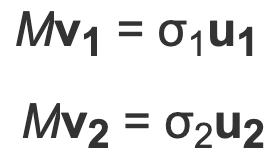 Mv₁ = σ₁u₁
Mv₂ = σ₂u₂